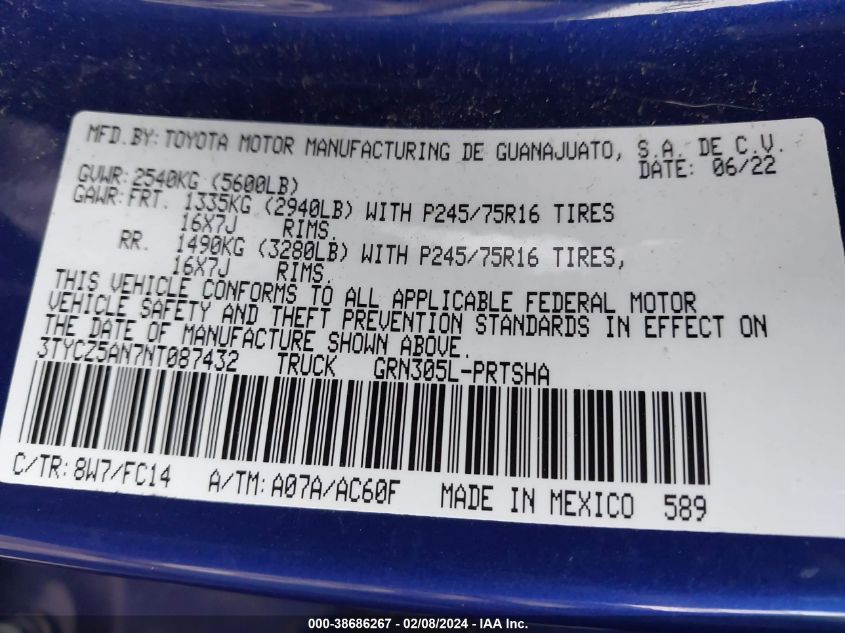 MFD.BY:TOYOTA MOTOR MANUFACTURING DE GUANAJUATO, S.A. DE C.V.
DATE: 06/22
GVWR:2540KG (5600LB)
GAWR:FRT. 1335KG (2940LB) WITH P245/75R16 TIRES
16X7J RIMS.
RR. 1490KG (3280LB) WITH P245/75R16 TIRES,
16X7J RIMS.
THIS VEHICLE CONFORMS TO ALL APPLICABLE FEDERAL MOTOR
VEHICLE SAFETY AND THEFT PREVENTION STANDARDS IN EFFECT ON
THE DATE OF MANUFACTURE SHOWN ABOVE.
3TYCZ5AN7NT087432 TRUCK GRN305L-PRTSHA
C/TR:8W7/FC14 A/TM:A07A/AC60F MADE IN MEXICO 589
000-38686267 - 02/08/2024 - IAA Inc.